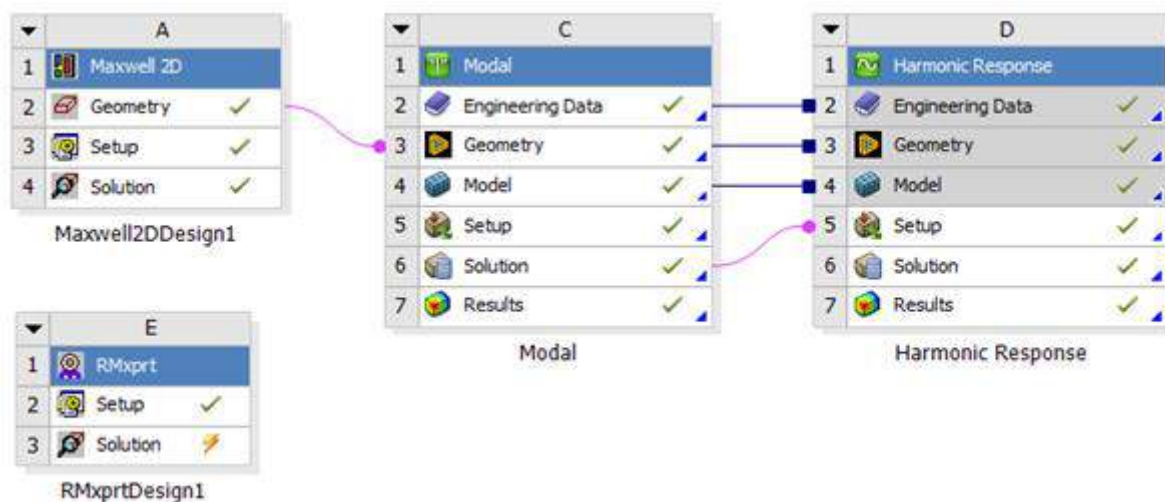 A
1 Maxwell 2D
2 Geometry
3 Setup
4 Solution
Maxwell2DDesign1
C
1 Modal
2 Engineering Data
3 Geometry
4 Model
5 Setup
6 Solution
7 Results
Modal
D
1 Harmonic Response
2 Engineering Data
3 Geometry
4 Model
5 Setup
6 Solution
7 Results
Harmonic Response
E
1 RMxprt
2 Setup
3 Solution
RMxprtDesign1